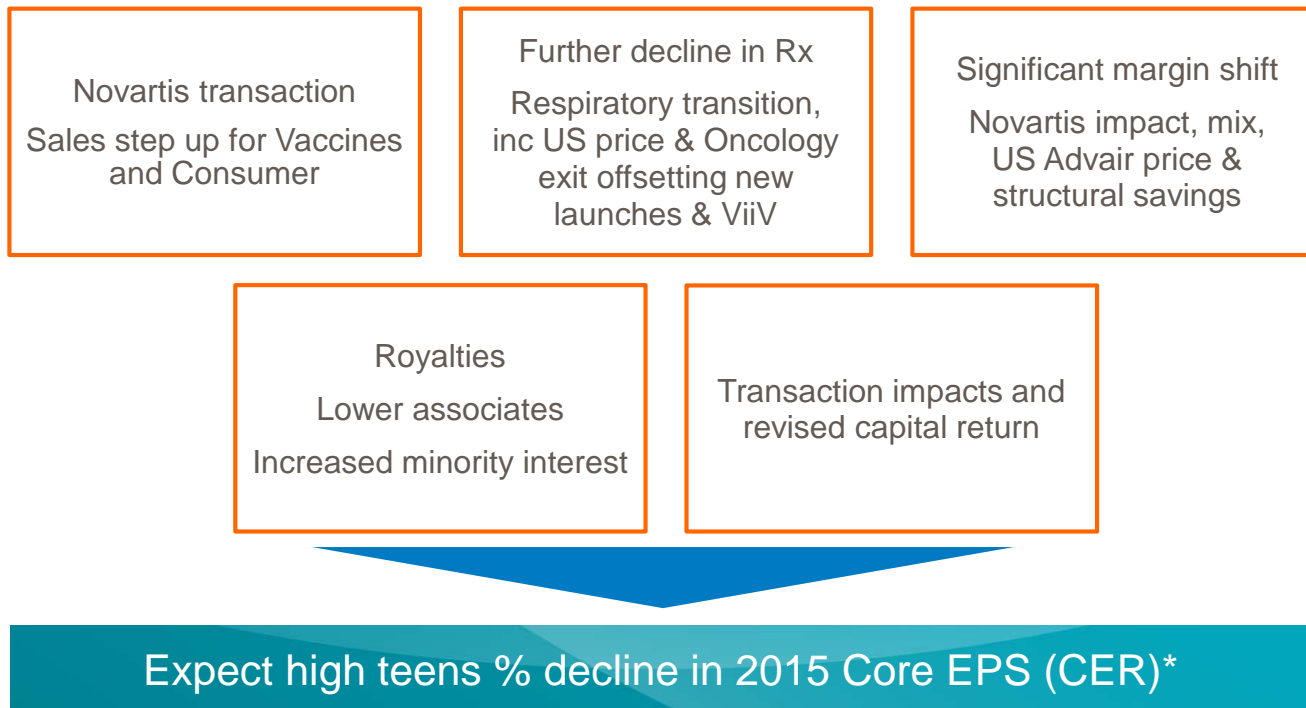 Novartis transaction
Sales step up for Vaccines
and Consumer
Further decline in Rx
Respiratory transition,
inc US price & Oncology
exit offsetting new
launches & ViiV
Significant margin shift
Novartis impact, mix,
US Advair price &
structural savings
Royalties
Lower associates
Increased minority interest
Transaction impacts and
revised capital return
Expect high teens % decline in 2015 Core EPS (CER)*